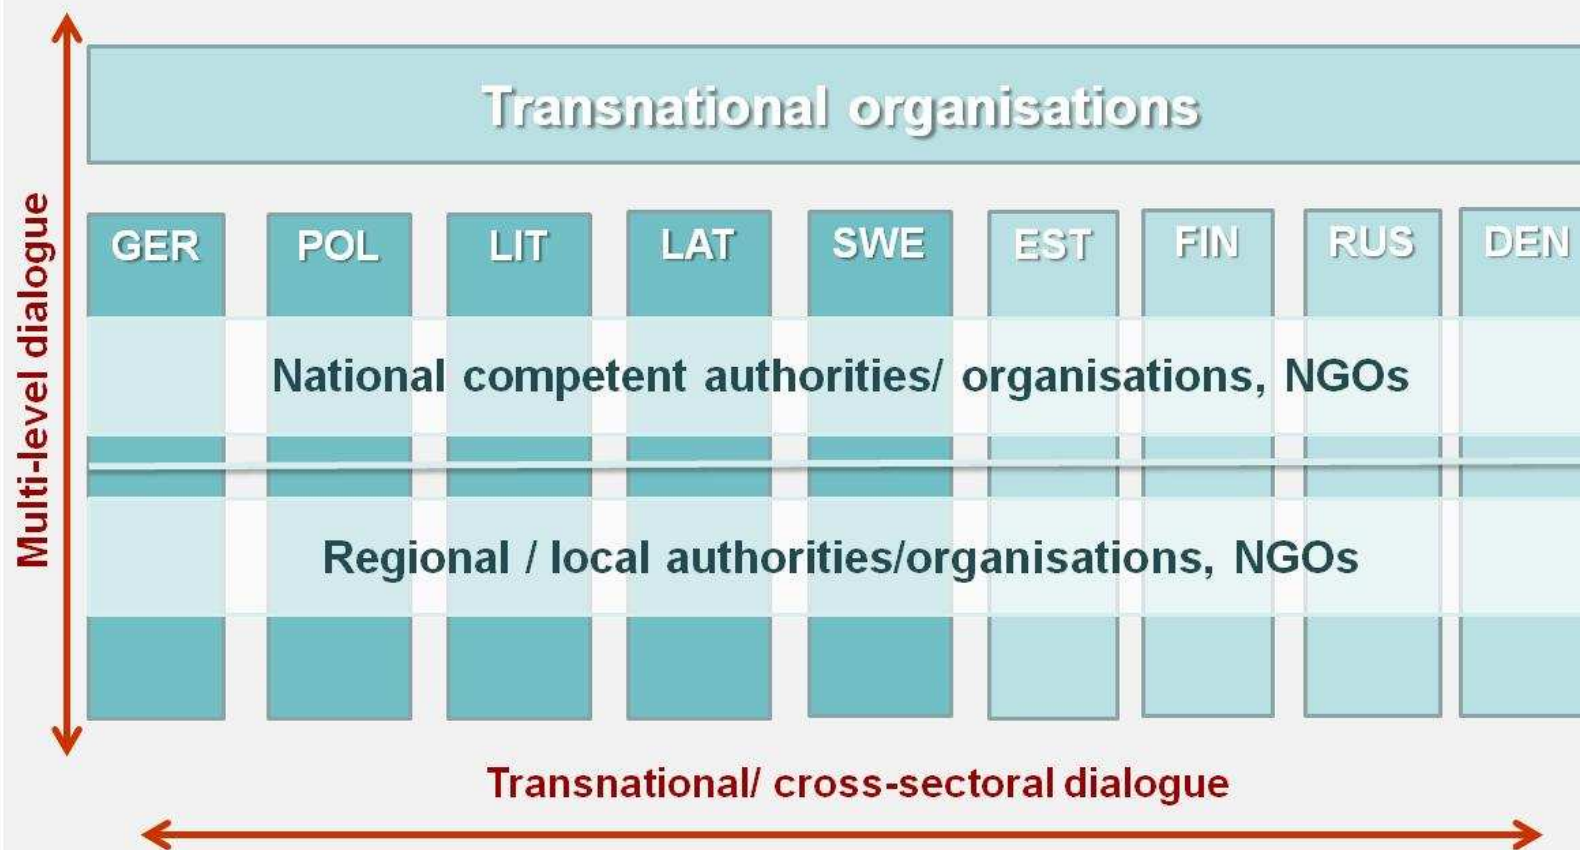 Transnational organisations
Multi-level dialogue
GER POL LIT LAT SWE EST FIN RUS DEN
National competent authorities/ organisations, NGOs
Regional / local authorities/organisations, NGOs
Transnational/ cross-sectoral dialogue